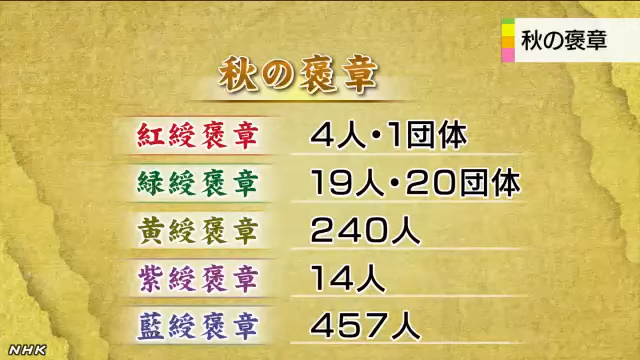 秋の褒章
秋の褒章
紅綬褒章 4人・1団体
緑綬褒章 19人・20団体
黄綬褒章 240人
紫綬褒章 14人
藍綬褒章 457人
NHK